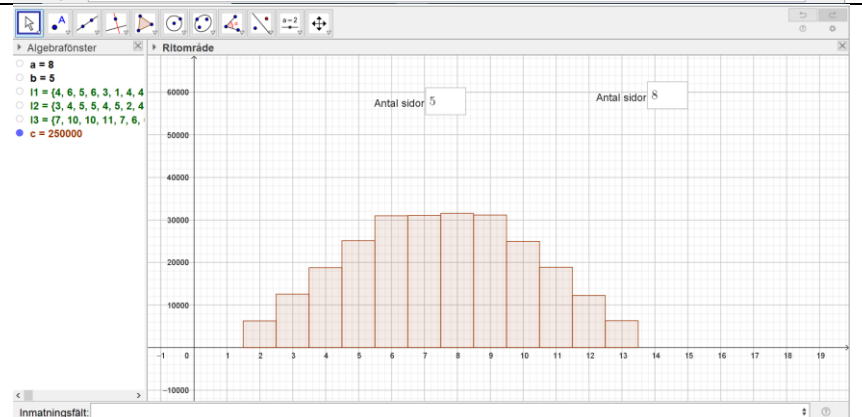 a = 2
Algebrafönster
Ritområde
a = 8
b = 5
l1 = {4, 6, 5, 6, 3, 1, 4, 4
l2 = {3, 4, 5, 5, 4, 5, 2, 4
l3 = {7, 10, 10, 11, 7, 6,
c = 250000
Antal sidor 5
Antal sidor 8
60000
50000
40000
30000
20000
10000
-1 0 1 2 3 4 5 6 7 8 9 10 11 12 13 14 15 16 17 18 19
-10000
Inmatningsfält: